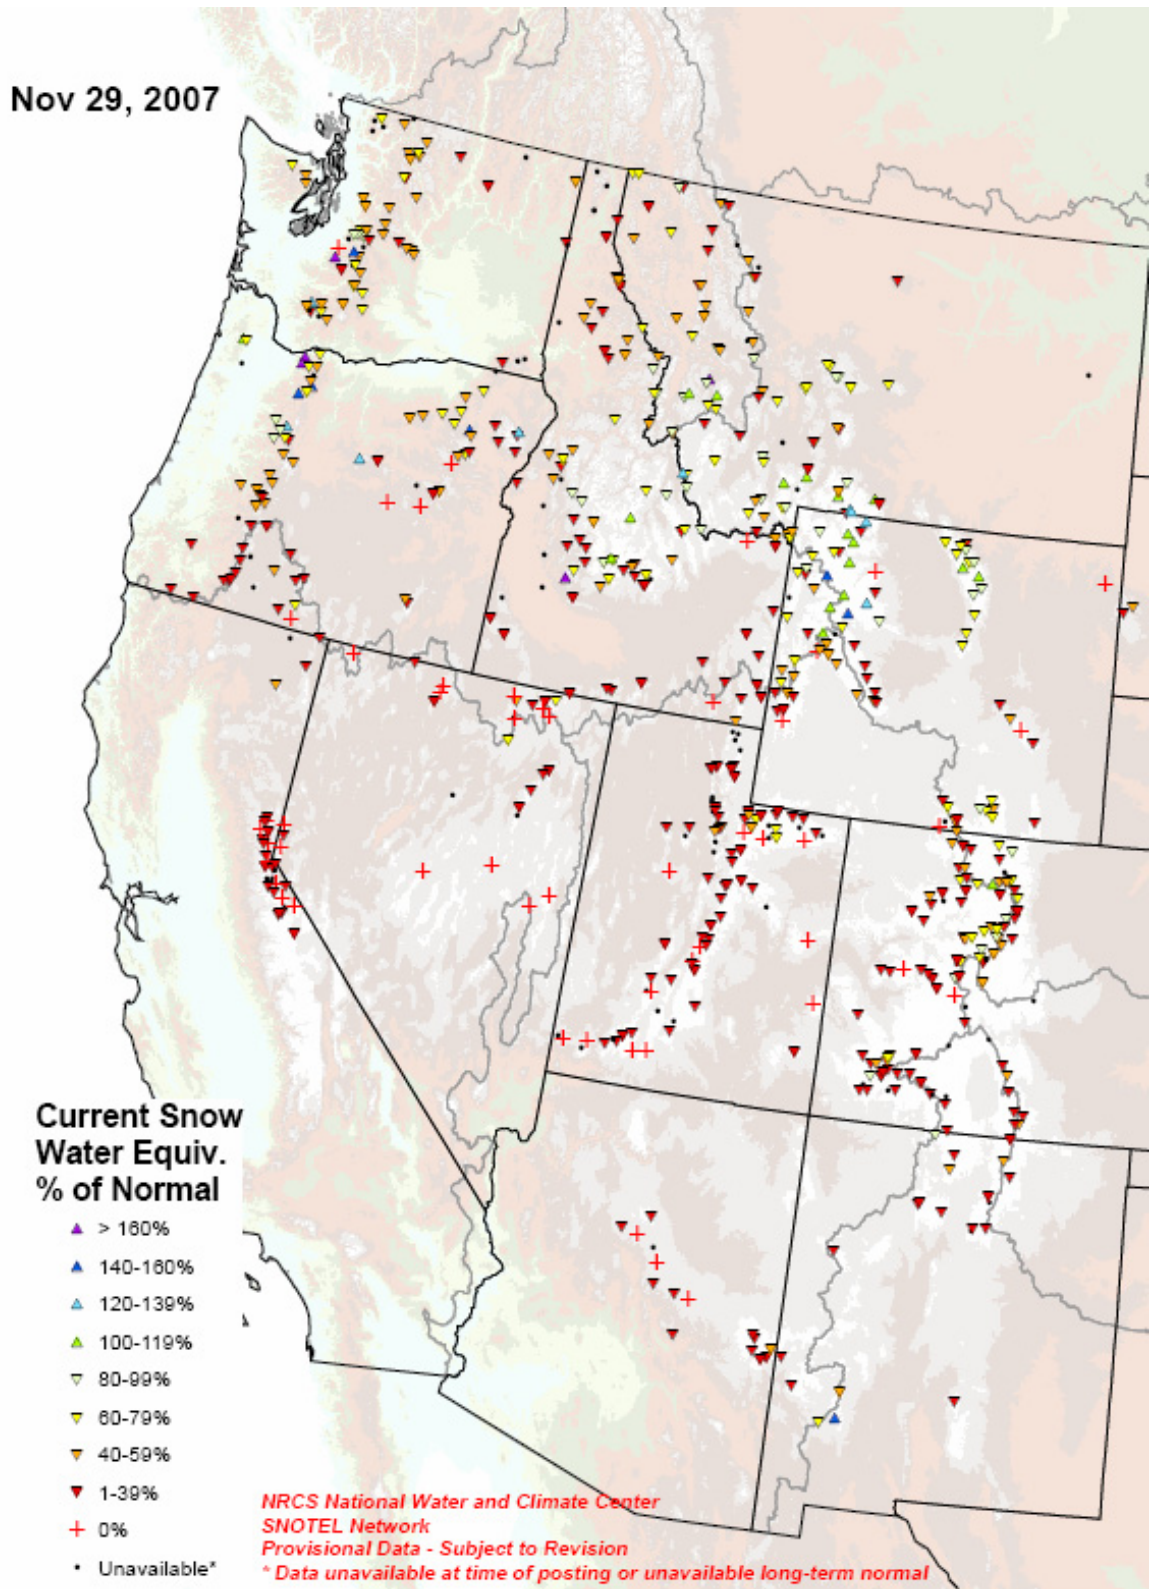 Nov 29, 2007
Current Snow
Water Equiv.
% of Normal
> 160%
140-160%
120-139%
100-119%
80-99%
60-79%
40-59%
1-39%
0%
Unavailable*
NRCS National Water and Climate Center
SNOTEL Network
Provisional Data - Subject to Revision
* Data unavailable at time of posting or unavailable long-term normal